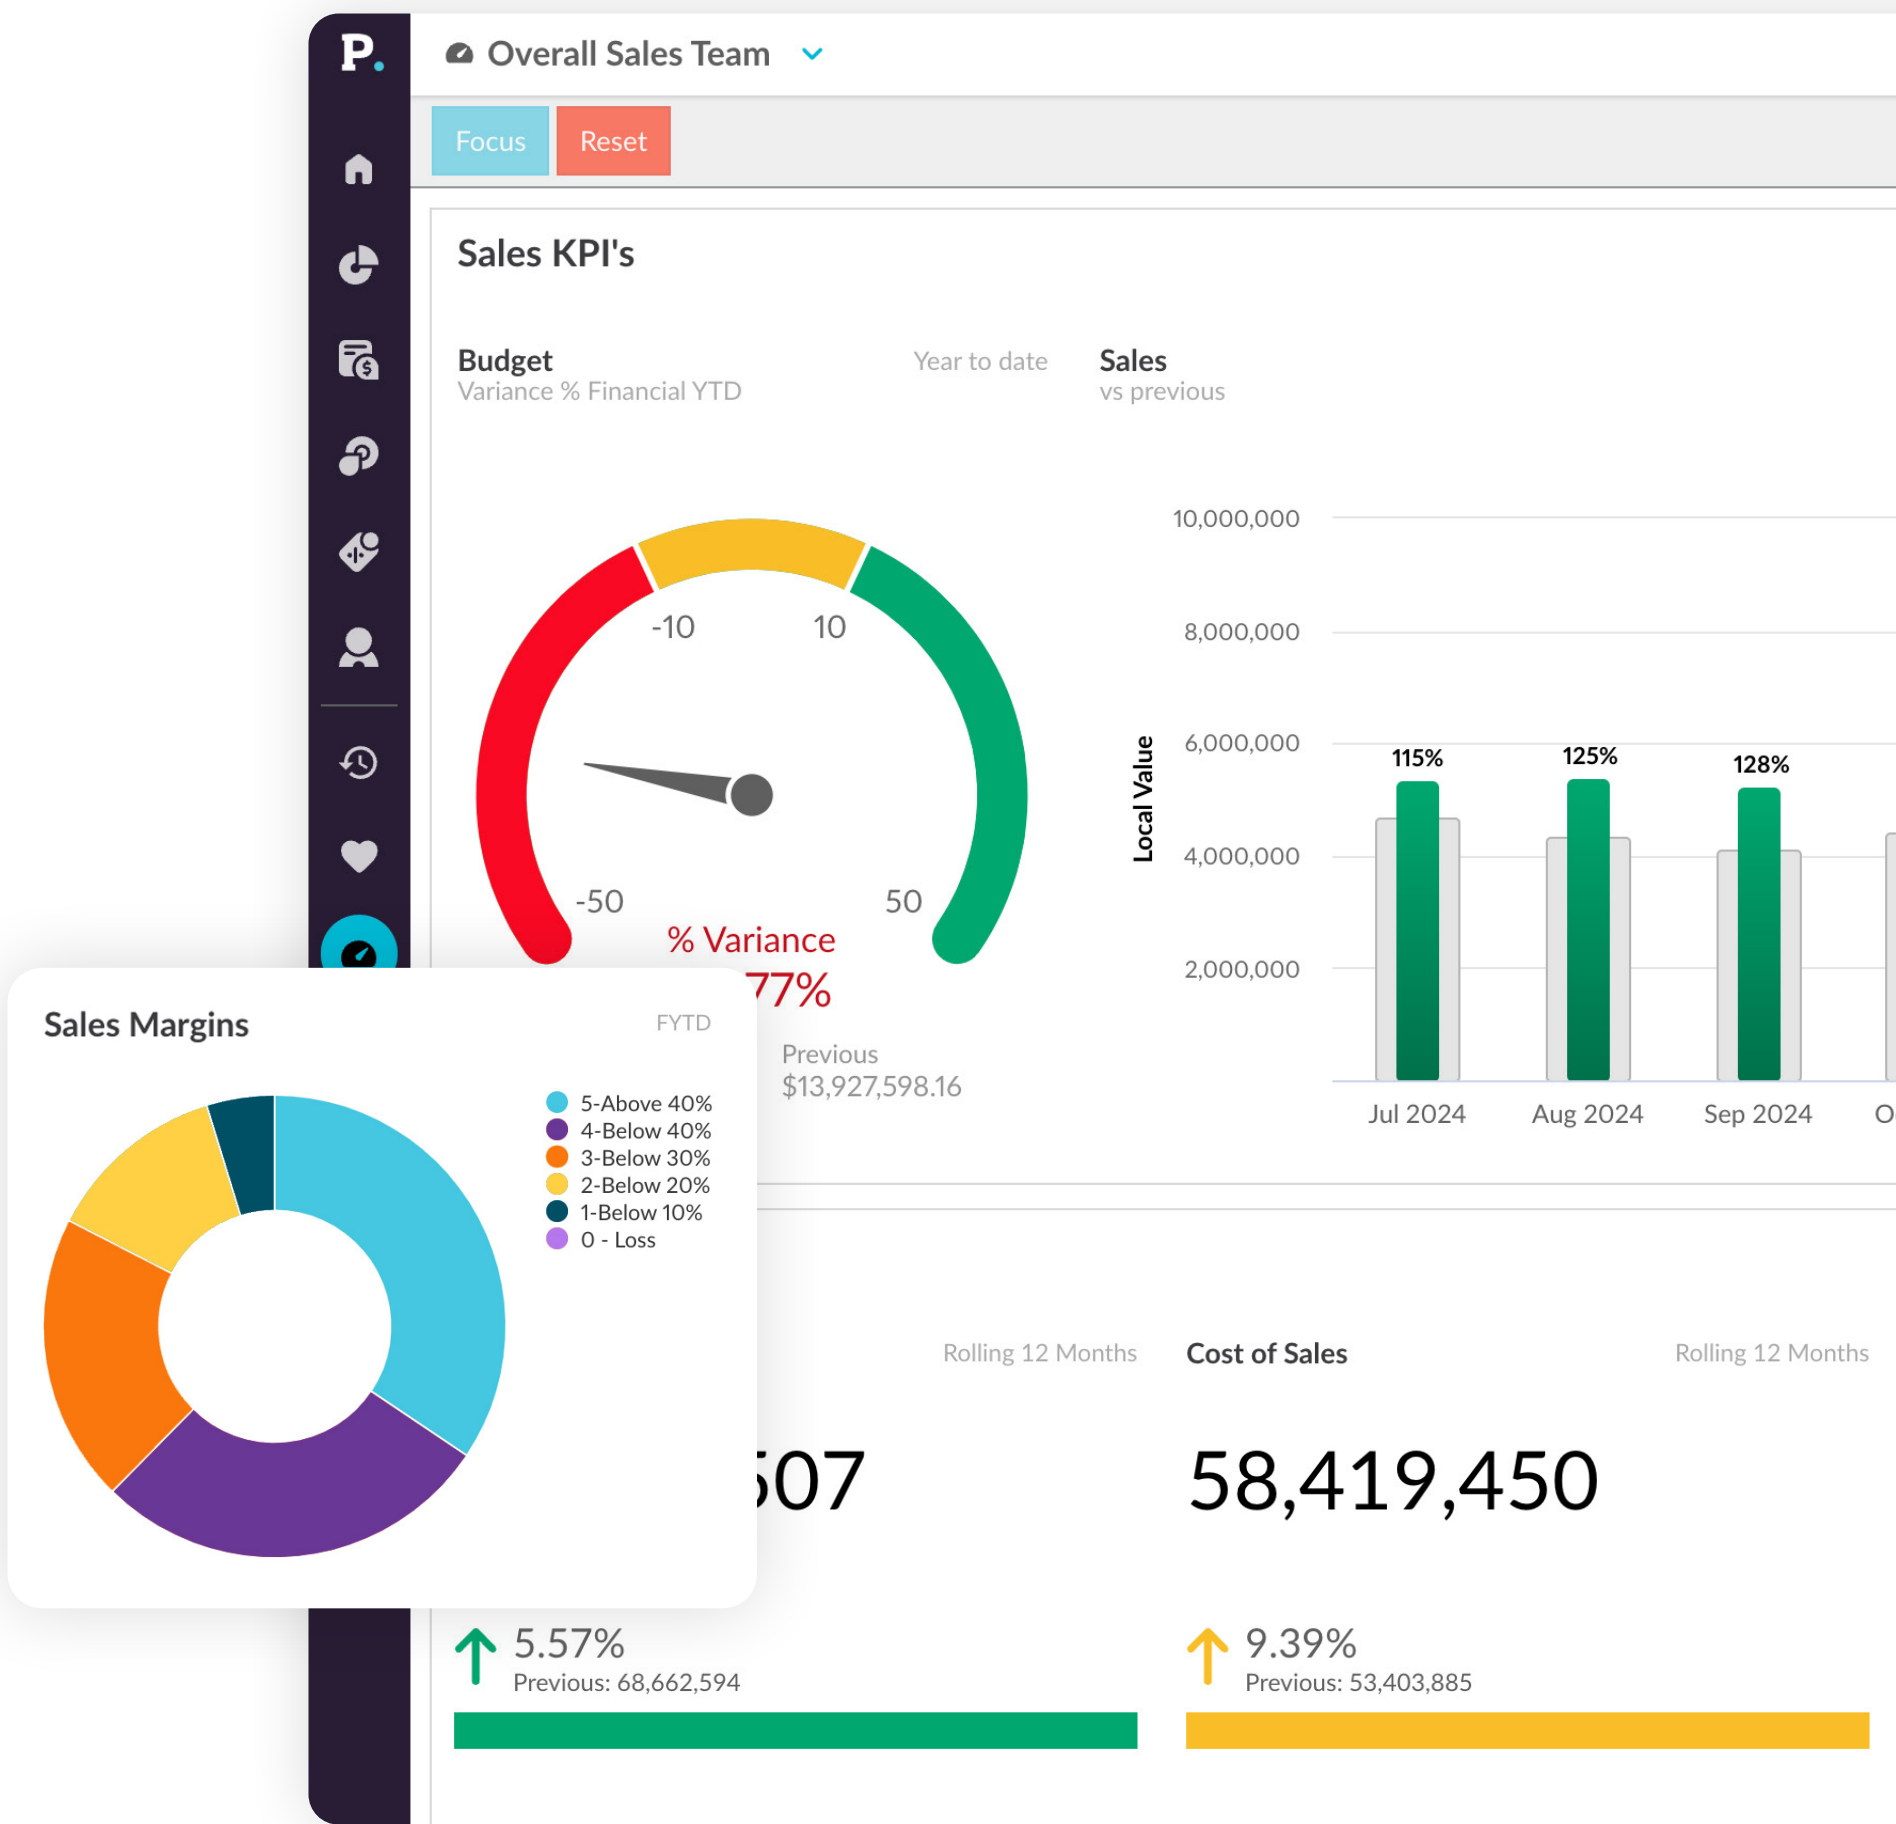 P.
Overall Sales Team
Focus
Reset
Sales KPI's
Budget
Year to date
Variance % Financial YTD
-10
10
-50
50
% Variance
77%
Previous
$13,927,598.16
Sales
vs previous
Local Value
10,000,000
8,000,000
6,000,000
4,000,000
2,000,000
115%
125%
128%
Jul 2024
Aug 2024
Sep 2024
Sales Margins
FYTD
5-Above 40%
4-Below 40%
3-Below 30%
2-Below 20%
1-Below 10%
0 - Loss
Rolling 12 Months
507
5.57%
Previous: 68,662,594
Cost of Sales
Rolling 12 Months
58,419,450
9.39%
Previous: 53,403,885